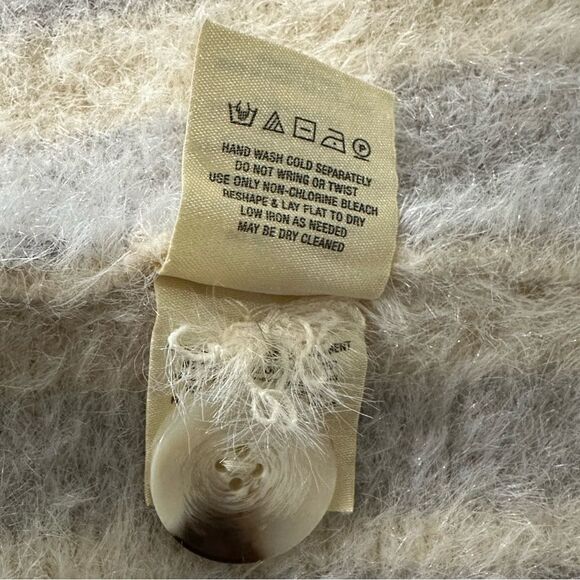 HAND WASH COLD SEPARATELY
DO NOT WRING OR TWIST
USE ONLY NON-CHLORINE BLEACH
RESHAPE & LAY FLAT TO DRY
LOW IRON AS NEEDED
MAY BE DRY CLEANED